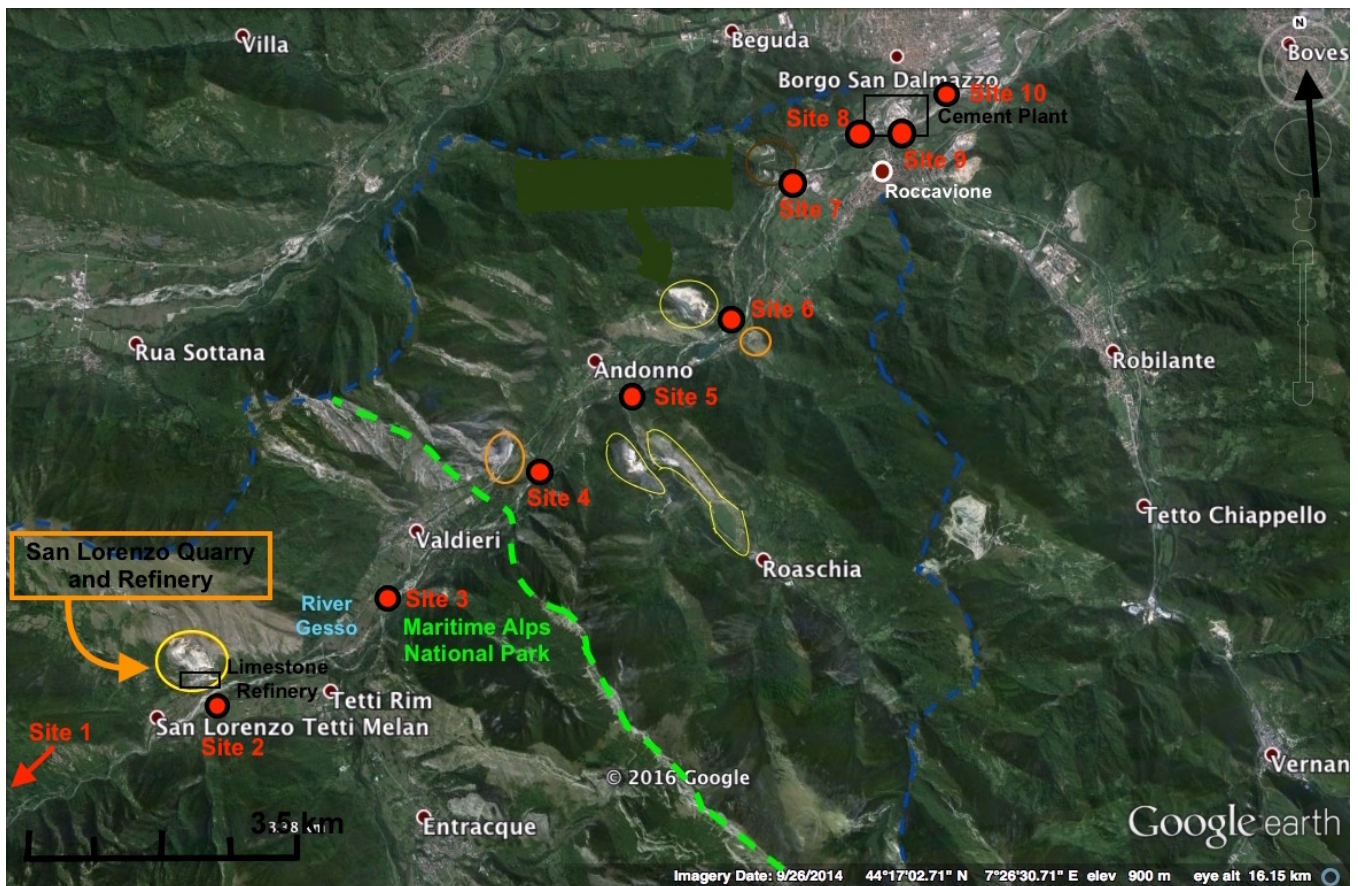 N
Villa
Beguda
Boves
Borgo San Dalmazzo
Site 10
Cement Plant
Site 8
Site 9
Roccavione
Site 7
Site 6
Rua Sottana
Andonno
Robilante
Site 5
Site 4
Tetto Chiappello
Valdieri
San Lorenzo Quarry
and Refinery
Roaschia
River
Gesso
Site 3
Maritime Alps
National Park
Limestone
Refinery
Tetti Rim
San Lorenzo Tetti Melan
Site 1
Site 2
Vernan
© 2016 Google
3.5 km
Entracque
Google earth
Imagery Date: 9/26/2014 44°17'02.71" N 7°26'30.71" E elev 900 m eye alt 16.15 km